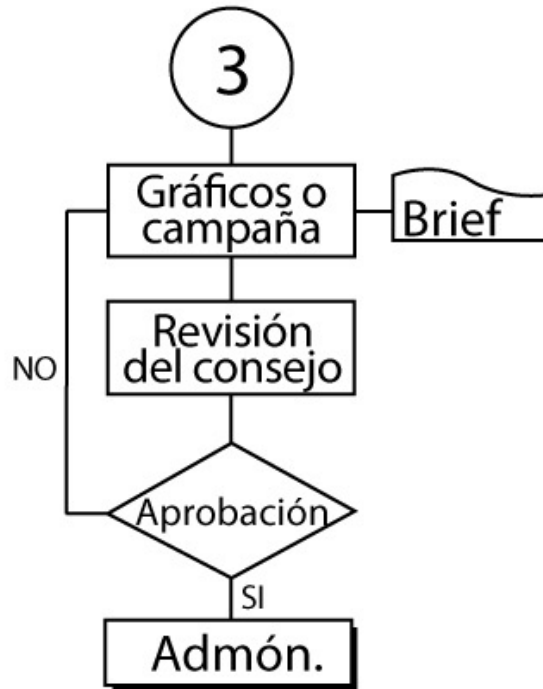 3
Gráficos o
campaña
Brief
Revisión
del consejo
NO
Aprobación
SI
Admón.